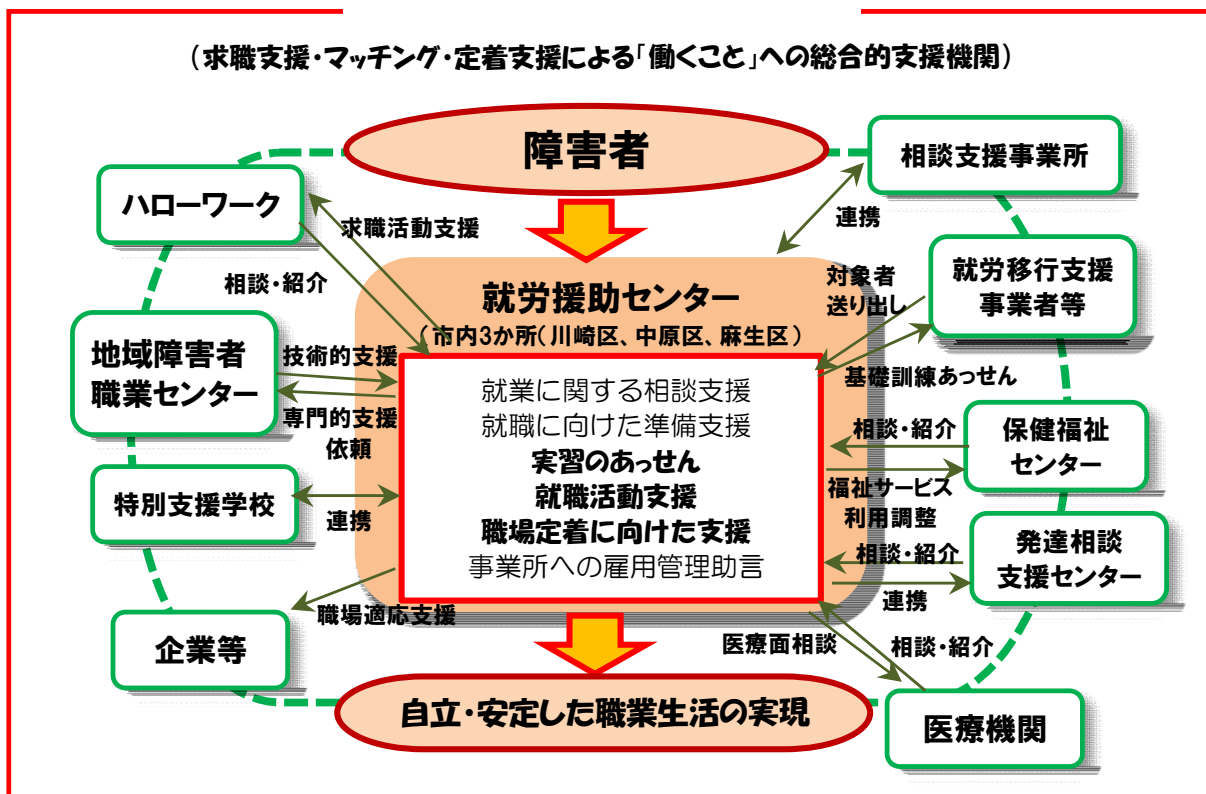 （求職支援・マッチング・定着支援による「働くこと」への総合的支援機関）
障害者
相談支援事業所
ハローワーク
求職活動支援
連携
相談・紹介
対象者
送り出し
就労移行支援
事業者等
就労援助センター
（市内3か所（川崎区、中原区、麻生区）
地域障害者
職業センター
技術的支援
専門的支援
依頼
基礎訓練あっせん
就業に関する相談支援
就職に向けた準備支援
実習のあっせん
就職活動支援
職場定着に向けた支援
事業所への雇用管理助言
相談・紹介
保健福祉
センター
福祉サービス
利用調整
特別支援学校
連携
相談・紹介
発達相談
支援センター
連携
職場適応支援
企業等
医療面相談
相談・紹介
自立・安定した職業生活の実現
医療機関